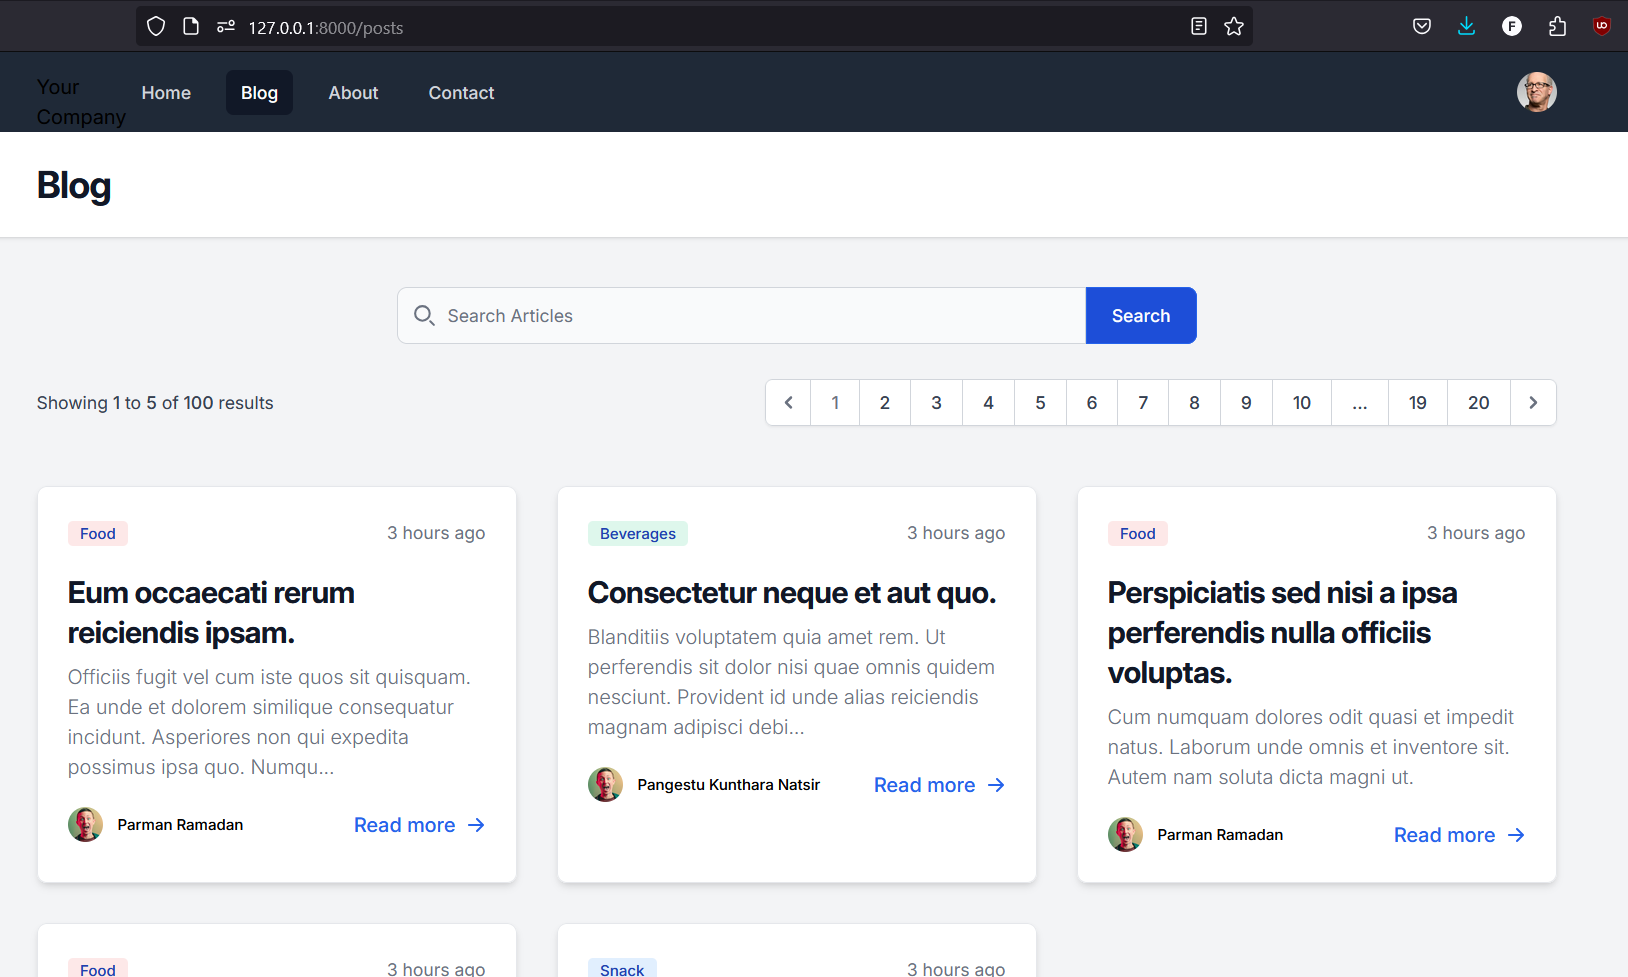 127.0.0.1:8000/posts
F
Your
Company
Home
Blog
About
Contact
Blog
Search Articles
Search
Showing 1 to 5 of 100 results
1 2 3 4 5 6 7 8 9 10 ... 19 20
Food
3 hours ago
Eum occaecati rerum
reiciendis ipsam.
Officiis fugit vel cum iste quos sit quisquam.
Ea unde et dolorem similique consequatur
incidunt. Asperiores non qui expedita
possimus ipsa quo. Numqu...
Parman Ramadan
Read more
Beverages
3 hours ago
Consectetur neque et aut quo.
Blanditiis voluptatem quia amet rem. Ut
perferendis sit dolor nisi quae omnis quidem
nesciunt. Provident id unde alias reiciendis
magnam adipisci debi...
Pangestu Kunthara Natsir
Read more
Food
3 hours ago
Perspiciatis sed nisi a ipsa
perferendis nulla officiis
voluptas.
Cum numquam dolores odit quasi et impedit
natus. Laborum unde omnis et inventore sit.
Autem nam soluta dicta magni ut.
Parman Ramadan
Read more
Food
3 hours ago
Snack
3 hours ago